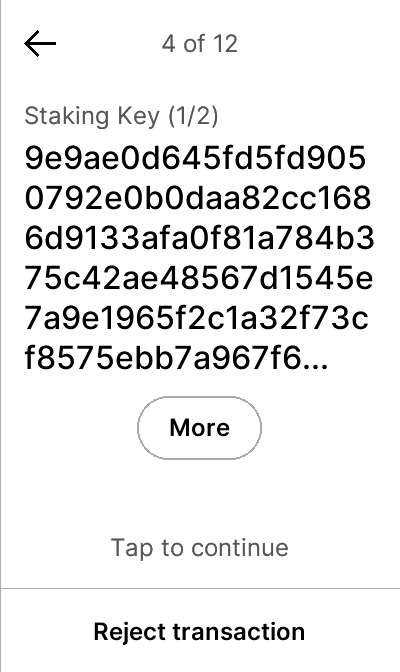 4 of 12
Staking Key (1/2)
9e9ae0d645fd5fd905
0792e0b0daa82cc168
6d9133afa0f81a784b3
75c42ae48567d1545e
7a9e1965f2c1a32f73c
f8575ebb7a967f6...
More
Tap to continue
Reject transaction